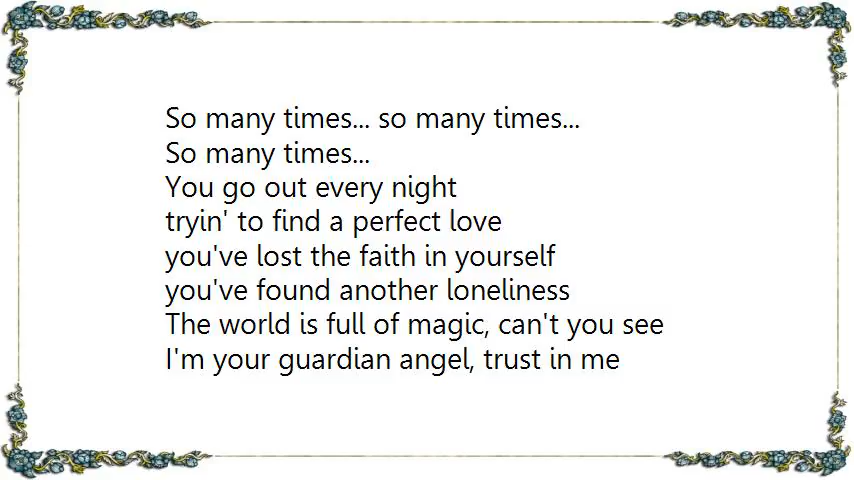 So many times... so many times...
So many times...
You go out every night
tryin' to find a perfect love
you've lost the faith in yourself
you've found another loneliness
The world is full of magic, can't you see
I'm your guardian angel, trust in me